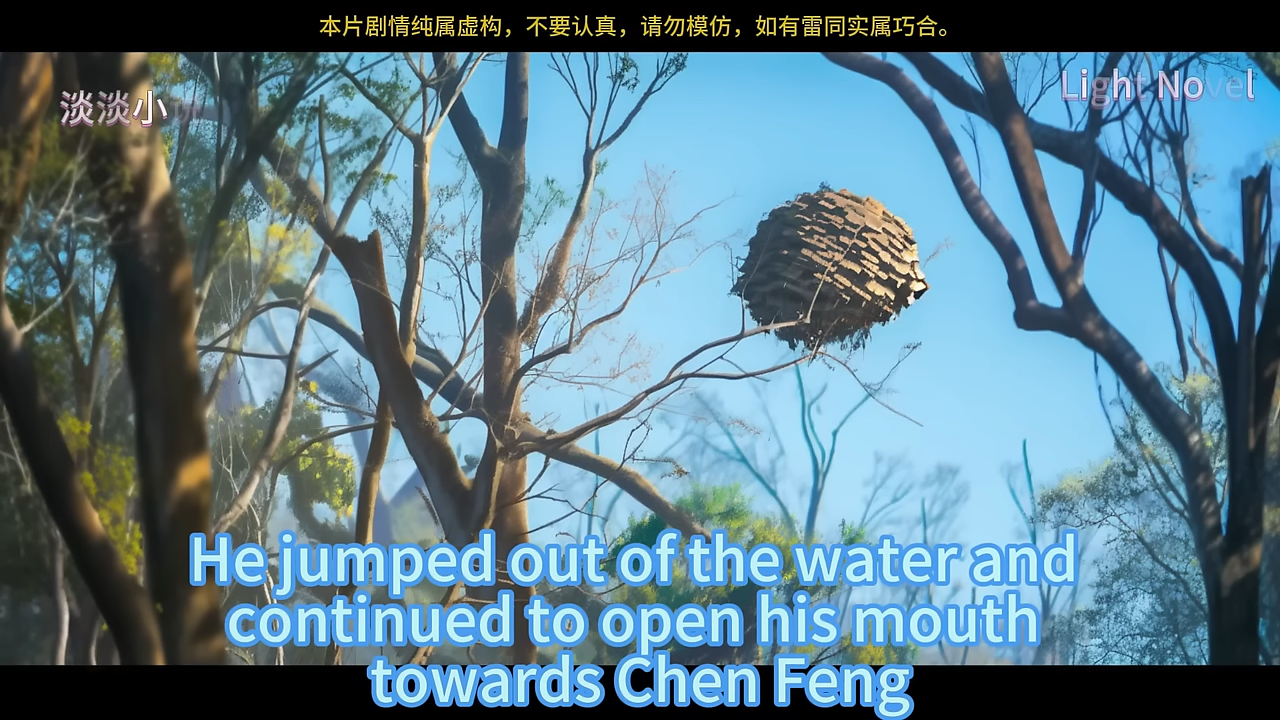 本片剧情纯属虚构，不要认真，请勿模仿，如有雷同实属巧合。
淡淡小
Light Novel
He jumped out of the water and
continued to open his mouth
towards Chen Feng